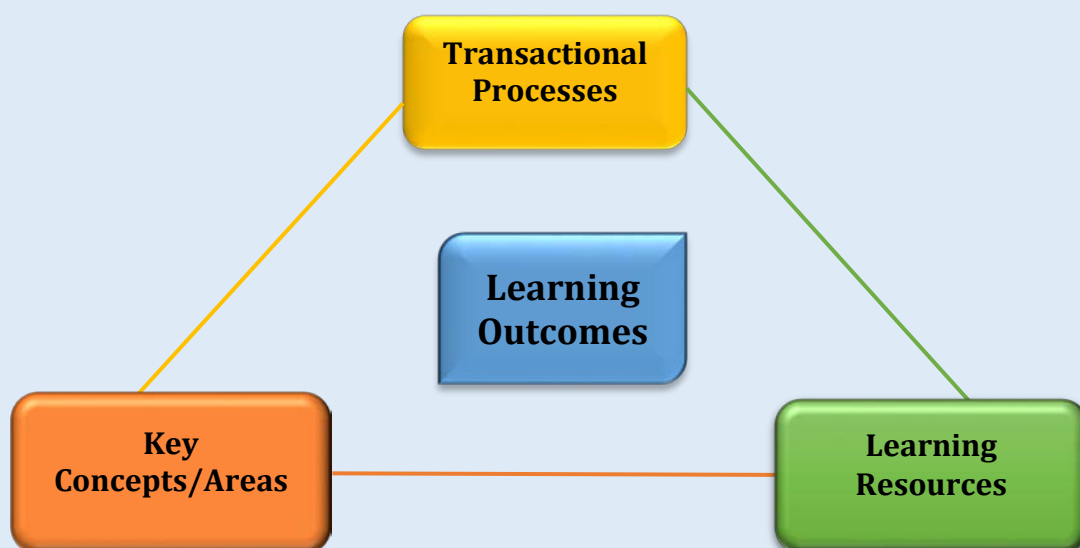 Transactional
Processes
Learning
Outcomes
Key
Concepts/Areas
Learning
Resources